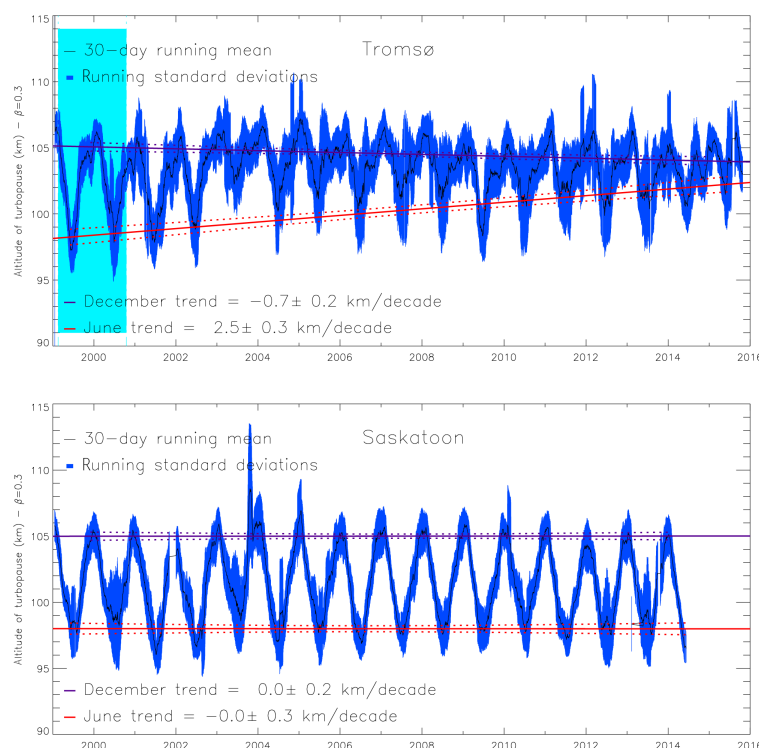 115
— 30-day running mean
Tromsø
Running standard deviations
110
105
100
95
90
Altitude of turbopause (km) - β=0.3
December trend = -0.7± 0.2 km/decade
June trend = 2.5± 0.3 km/decade
2000 2002 2004 2006 2008 2010 2012 2014 2016
115
— 30-day running mean
Saskatoon
Running standard deviations
110
105
100
95
90
Altitude of turbopause (km) - β=0.3
December trend = 0.0± 0.2 km/decade
June trend = -0.0± 0.3 km/decade
2000 2002 2004 2006 2008 2010 2012 2014 2016